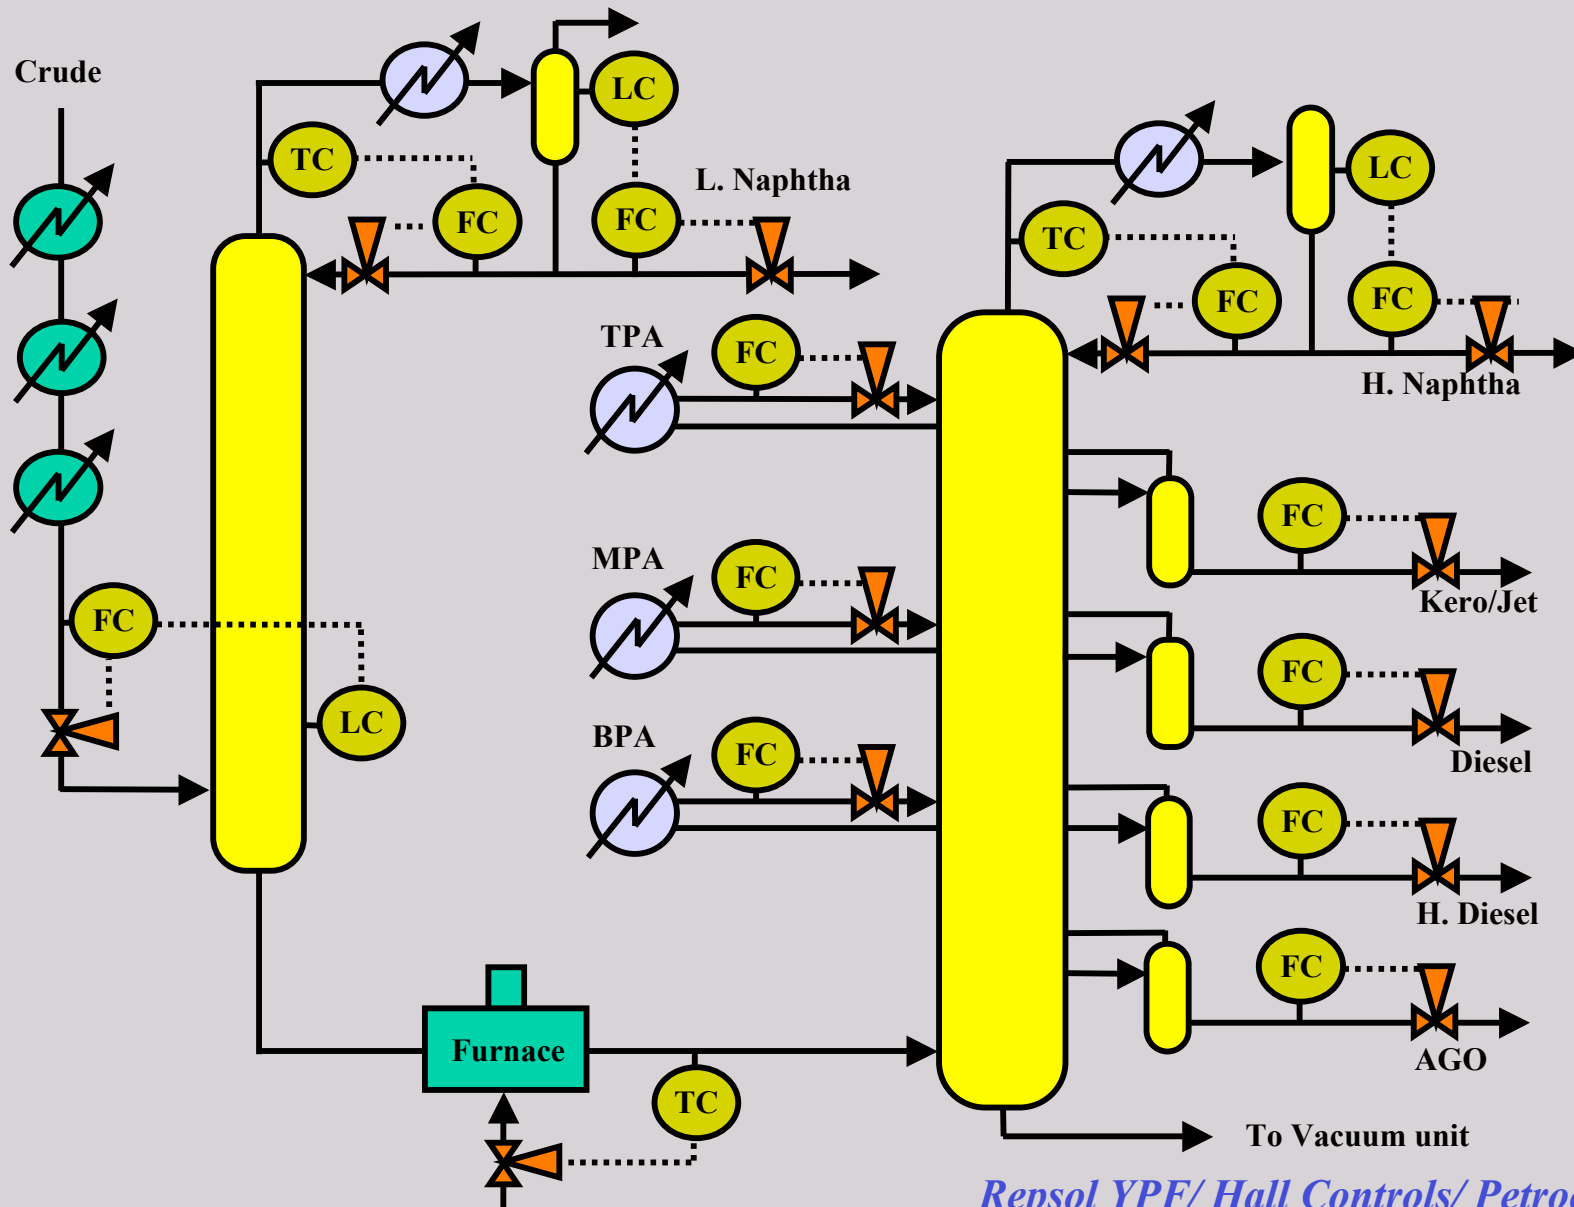 Crude
LC
TC
L. Naphtha
LC
FC
FC
TC
FC
FC
TPA
FC
H. Naphtha
FC
MPA
FC
Kero/Jet
FC
FC
LC
BPA
FC
Diesel
FC
H. Diesel
FC
Furnace
AGO
TC
To Vacuum unit
Repsol YPF/ Hall Controls/